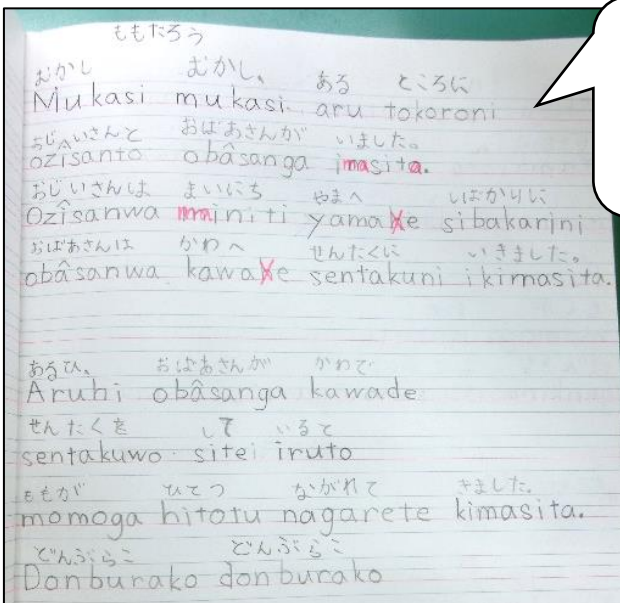 ももたろう
むかし むかし、 ある ところに
Mukasi mukasi aru tokoroni
おじいさんと おばあさんが いました。
ozisanto obâsanga imasita.
おじいさんは まいにち やまへ しばかりに
Ozîsanwa miniti yamae sibakarini
おばあさんは かわへ せんたくに いきました。
obâsanwa kawae sentakuni ikimasita.
あるひ、 おばあさんが かわで
Aruhi obâsanga kawade
せんたくを して いると
sentakuwo sitei iruto
ももが ひとつ ながれて きました。
momoga hitotu nagarete kimasita.
どんぶらこ どんぶらこ
Donburako donburako